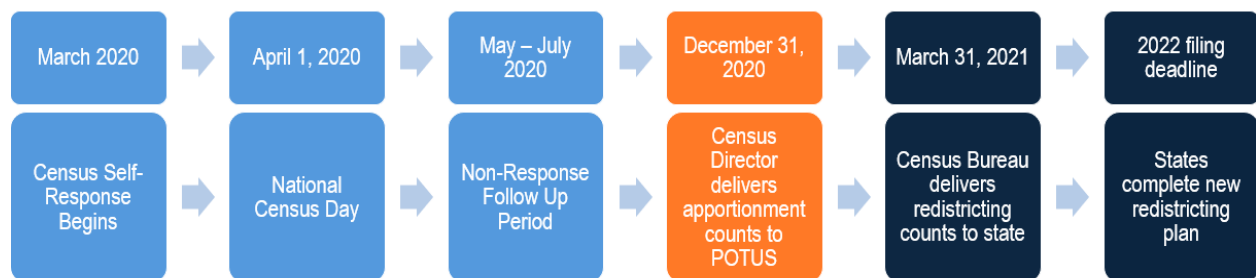 March 2020
April 1, 2020
May – July
2020
December 31,
2020
March 31, 2021
2022 filing
deadline
Census Self-
Response
Begins
National
Census Day
Non-Response
Follow Up
Period
Census
Director
delivers
apportionment
counts to
POTUS
Census Bureau
delivers
redistricting
counts to state
States
complete new
redistricting
plan